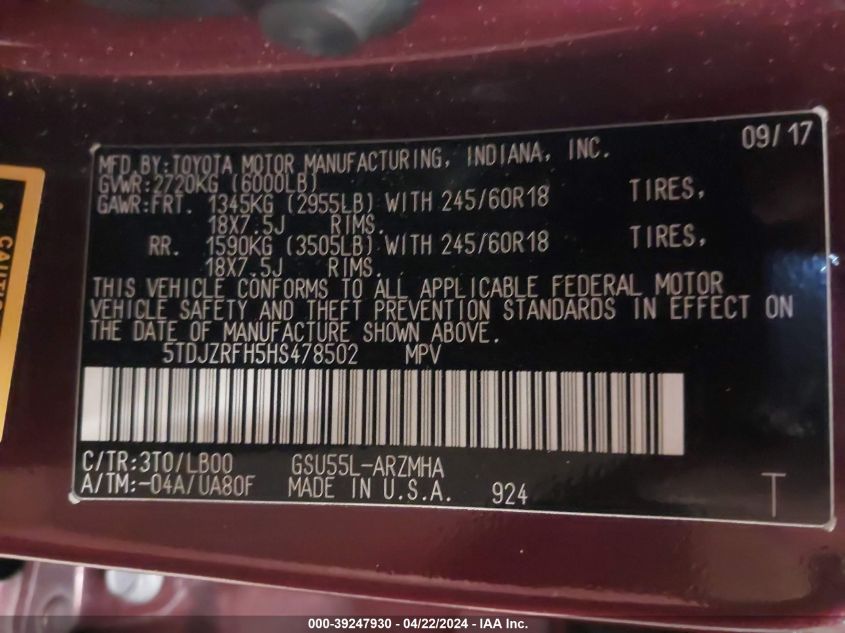 09/17
MFD BY:TOYOTA MOTOR MANUFACTURING, INDIANA, INC.
GVWR:2720KG (6000LB)
GAWR:FRT. 1345KG (2955LB) WITH 245/60R18 TIRES,
18X7.5J RIMS.
RR. 1590KG (3505LB) WITH 245/60R18 TIRES,
18X7.5J RIMS.
THIS VEHICLE CONFORMS TO ALL APPLICABLE FEDERAL MOTOR
VEHICLE SAFETY AND THEFT PREVENTION STANDARDS IN EFFECT ON
THE DATE OF MANUFACTURE SHOWN ABOVE.
5TDJZRFH5HS478502 MPV
C/TR:3T0/LB00 GSU55L-ARZMHA
A/TM:-04A/UA80F MADE IN U.S.A. 924
T
000-39247930 - 04/22/2024 - IAA Inc.